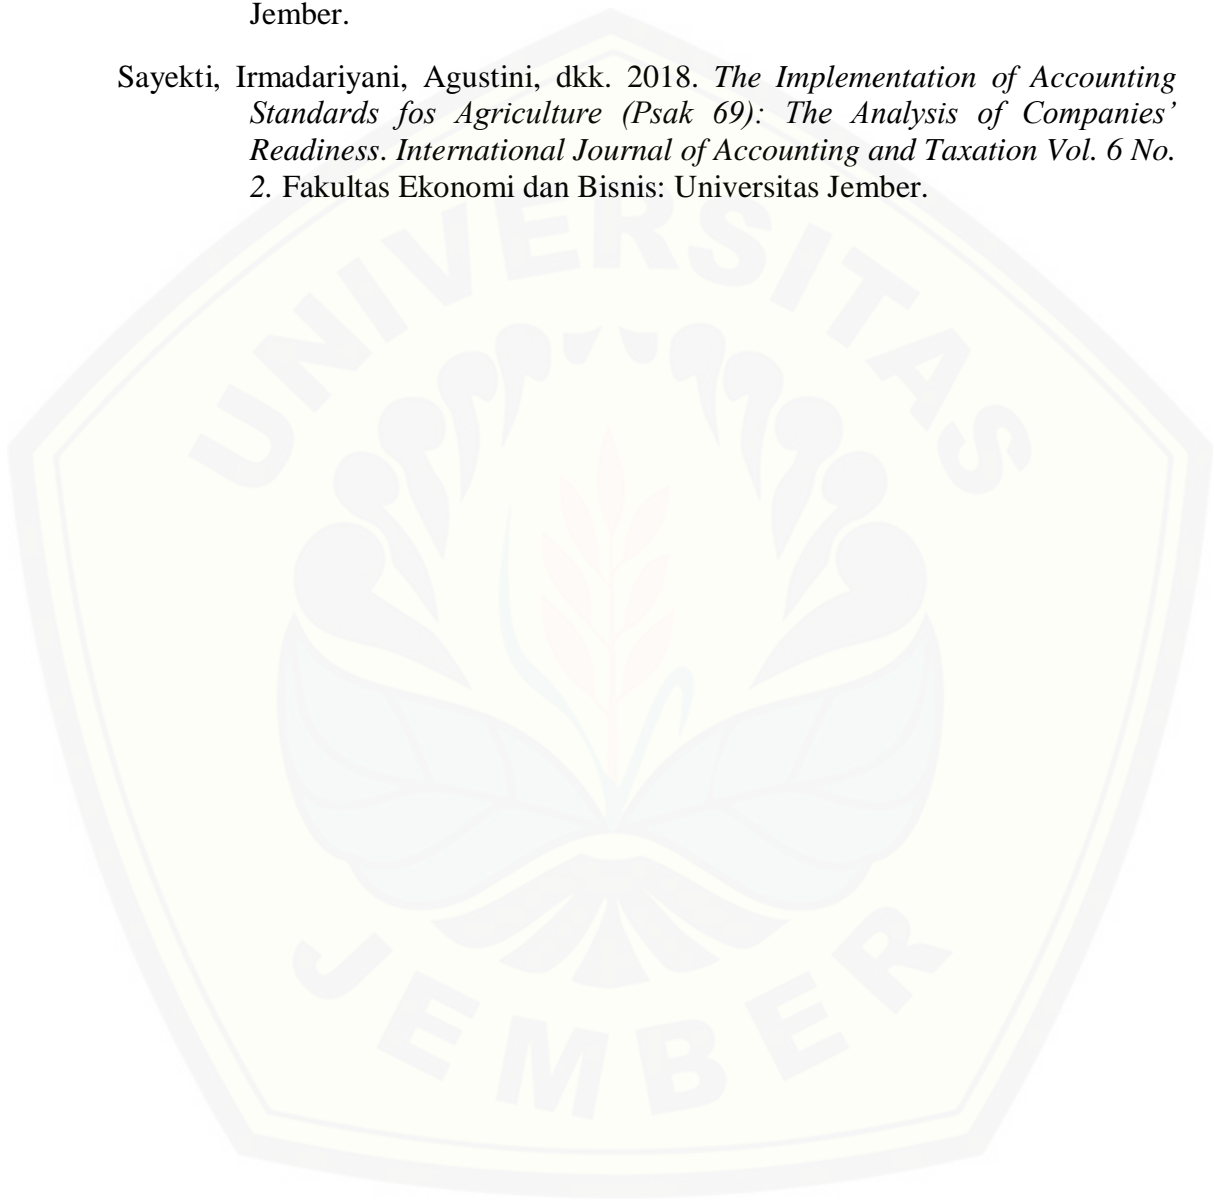 Jember.
Sayekti, Irmadariyani, Agustini, dkk. 2018. The Implementation of Accounting
Standards fos Agriculture (Psak 69): The Analysis of Companies’
Readiness. International Journal of Accounting and Taxation Vol. 6 No.
2. Fakultas Ekonomi dan Bisnis: Universitas Jember.
UNIVERSITAS
JEMBER